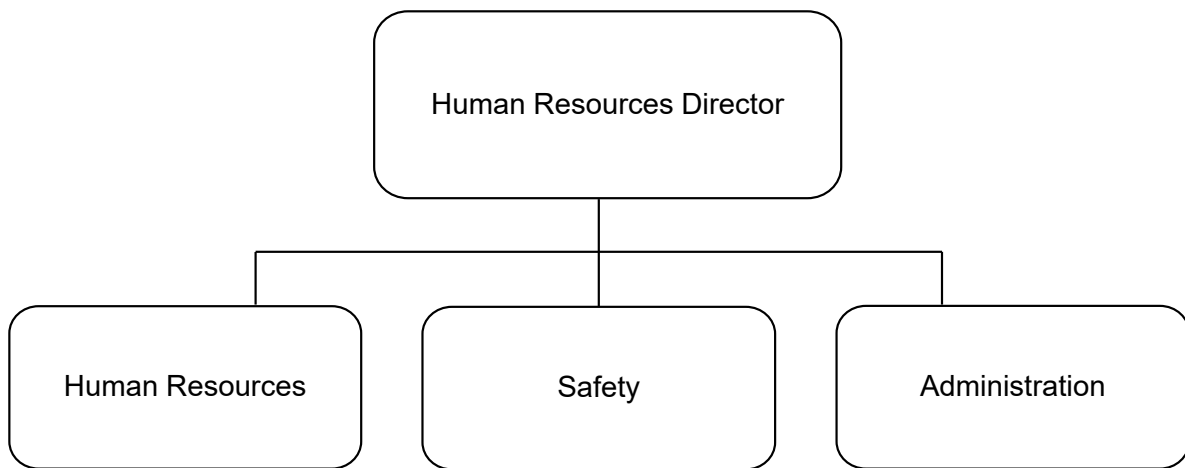 Human Resources Director
Human Resources
Safety
Administration